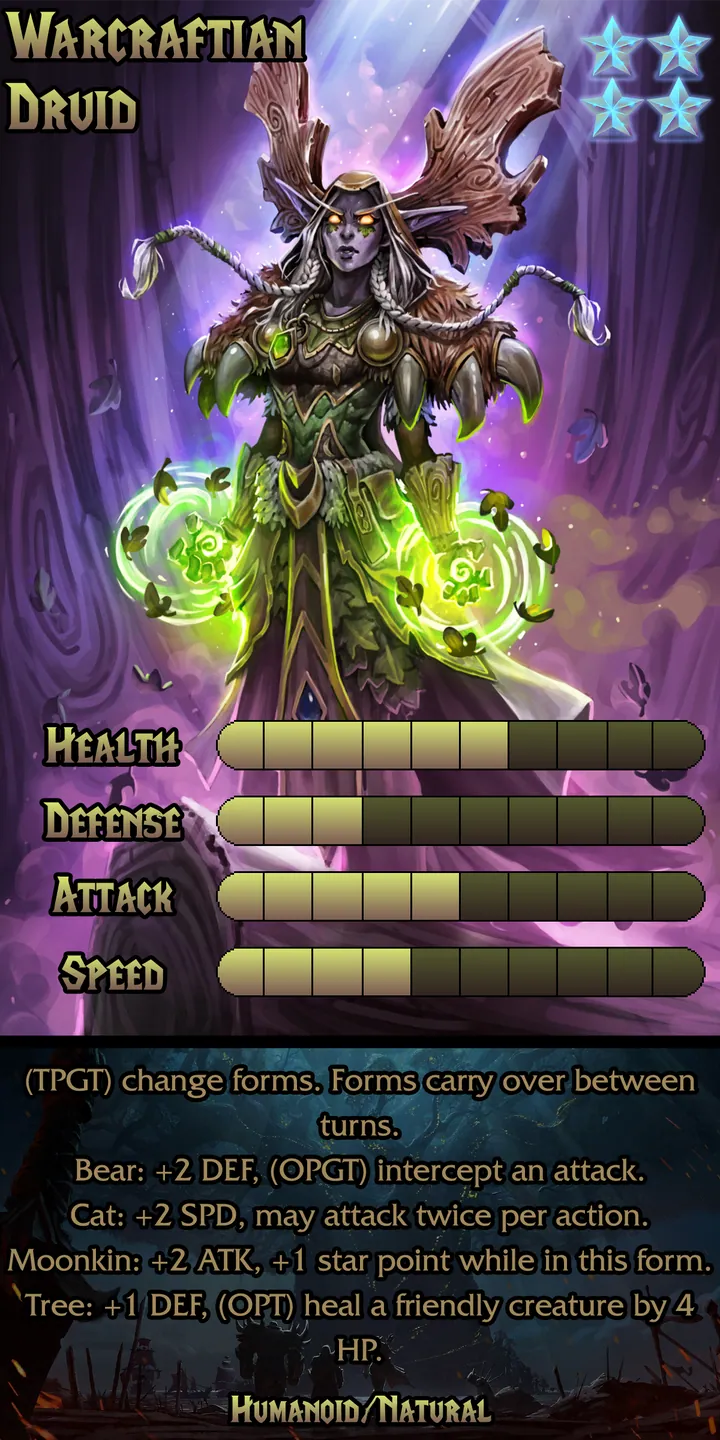 Warcraftian
Druid
Health
Defense
Attack
Speed
(TPGT) change forms. Forms carry over between
turns.
Bear: +2 DEF, (OPGT) intercept an attack.
Cat: +2 SPD, may attack twice per action.
Moonkin: +2 ATK, +1 star point while in this form.
Tree: +1 DEF, (OPT) heal a friendly creature by 4
HP.
Humanoid/Natural